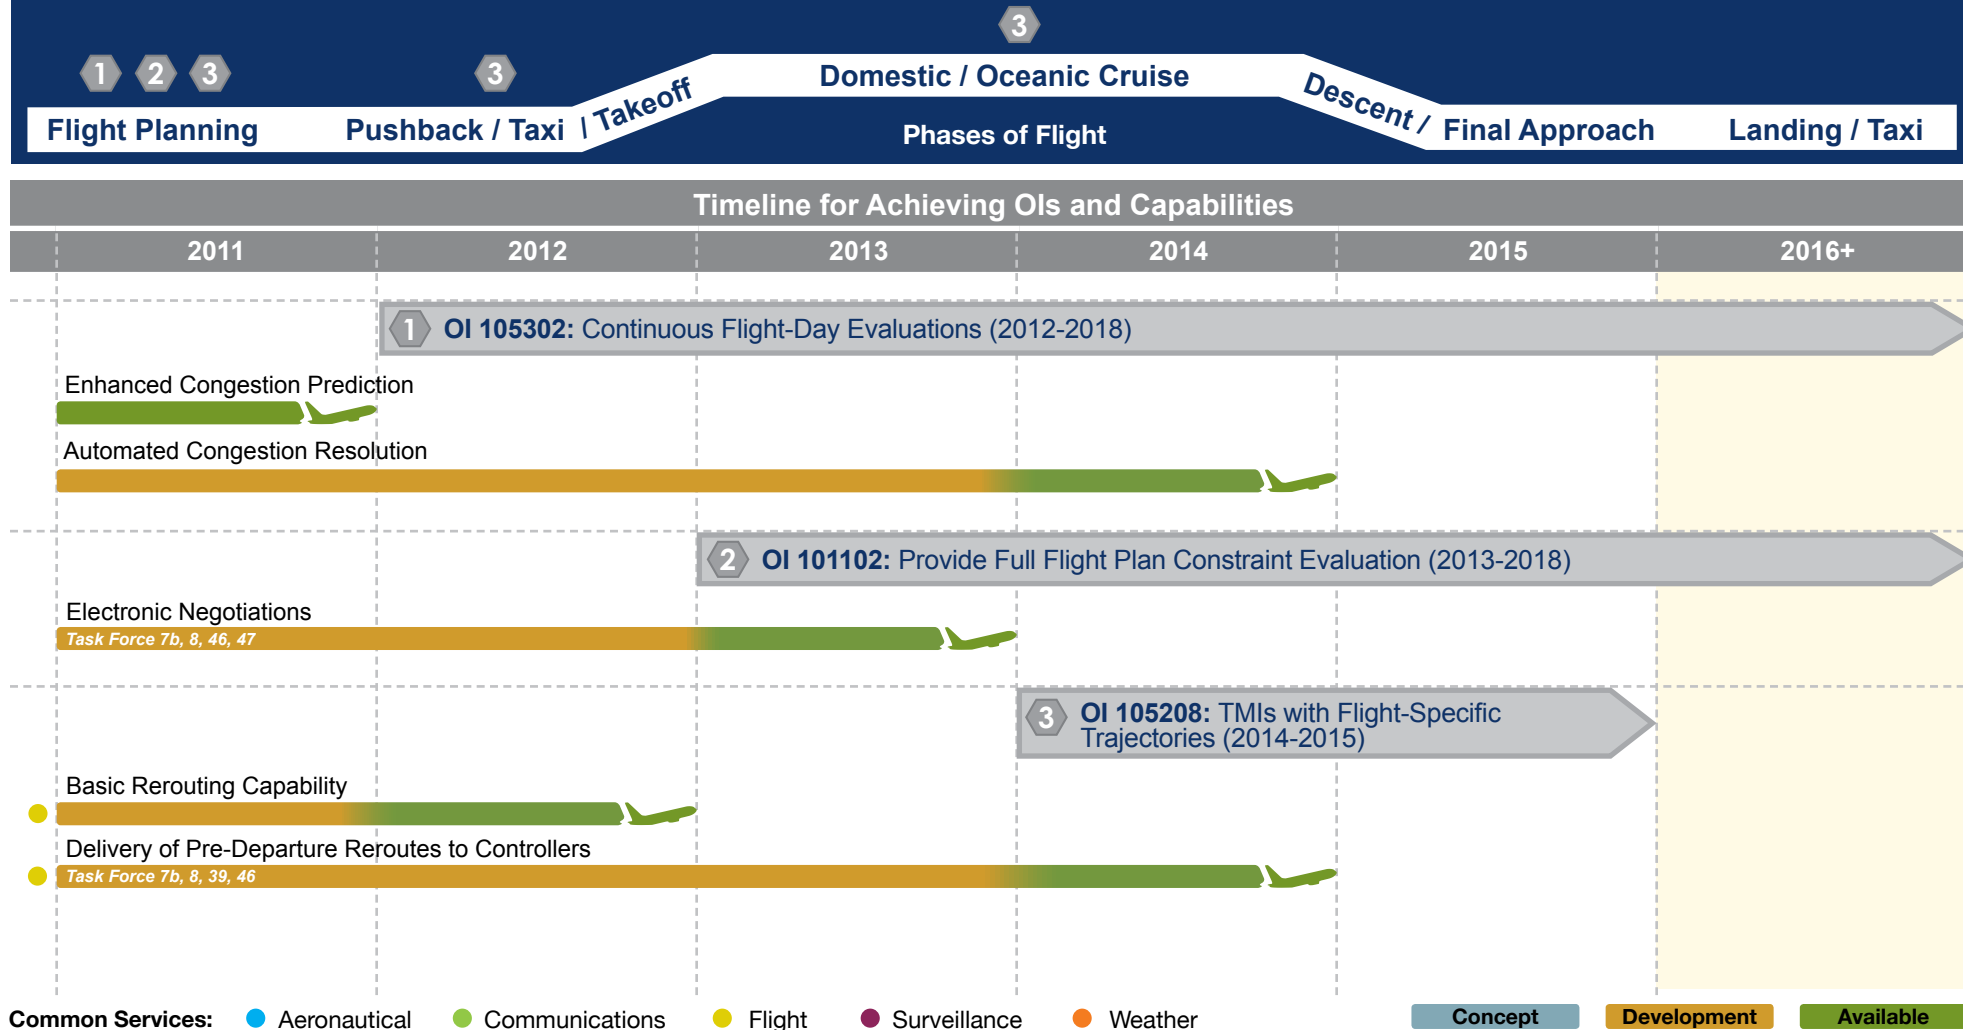 3
1 2 3
3
Domestic / Oceanic Cruise
Flight Planning
Pushback / Taxi / Takeoff
Phases of Flight
Descent / Final Approach
Landing / Taxi
Timeline for Achieving OIs and Capabilities
2011 2012 2013 2014 2015 2016+
1 OI 105302: Continuous Flight-Day Evaluations (2012-2018)
Enhanced Congestion Prediction
Automated Congestion Resolution
2 OI 101102: Provide Full Flight Plan Constraint Evaluation (2013-2018)
Electronic Negotiations
Task Force 7b, 8, 46, 47
3 OI 105208: TMIs with Flight-Specific
Trajectories (2014-2015)
Basic Rerouting Capability
Delivery of Pre-Departure Reroutes to Controllers
Task Force 7b, 8, 39, 46
Common Services: Aeronautical Communications Flight Surveillance Weather Concept Development Available